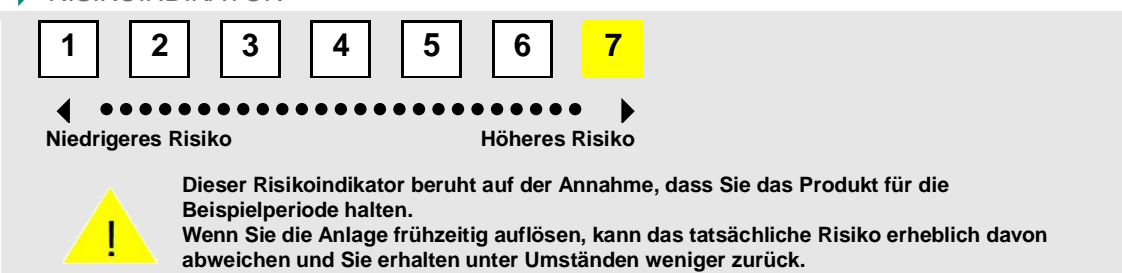 RISIKOINDIKATOR
1 2 3 4 5 6 7
Niedrigeres Risiko Höheres Risiko
Dieser Risikoindikator beruht auf der Annahme, dass Sie das Produkt für die
Beispielperiode halten.
Wenn Sie die Anlage frühzeitig auflösen, kann das tatsächliche Risiko erheblich davon
abweichen und Sie erhalten unter Umständen weniger zurück.
!